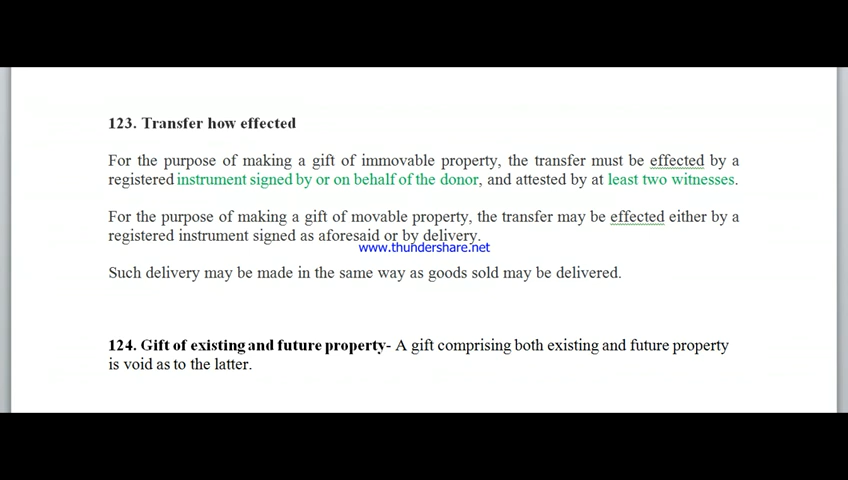 123. Transfer how effected
For the purpose of making a gift of immovable property, the transfer must be effected by a
registered instrument signed by or on behalf of the donor, and attested by at least two witnesses.
For the purpose of making a gift of movable property, the transfer may be effected either by a
registered instrument signed as aforesaid or by delivery.
www.thundershare.net
Such delivery may be made in the same way as goods sold may be delivered.
124. Gift of existing and future property- A gift comprising both existing and future property
is void as to the latter.